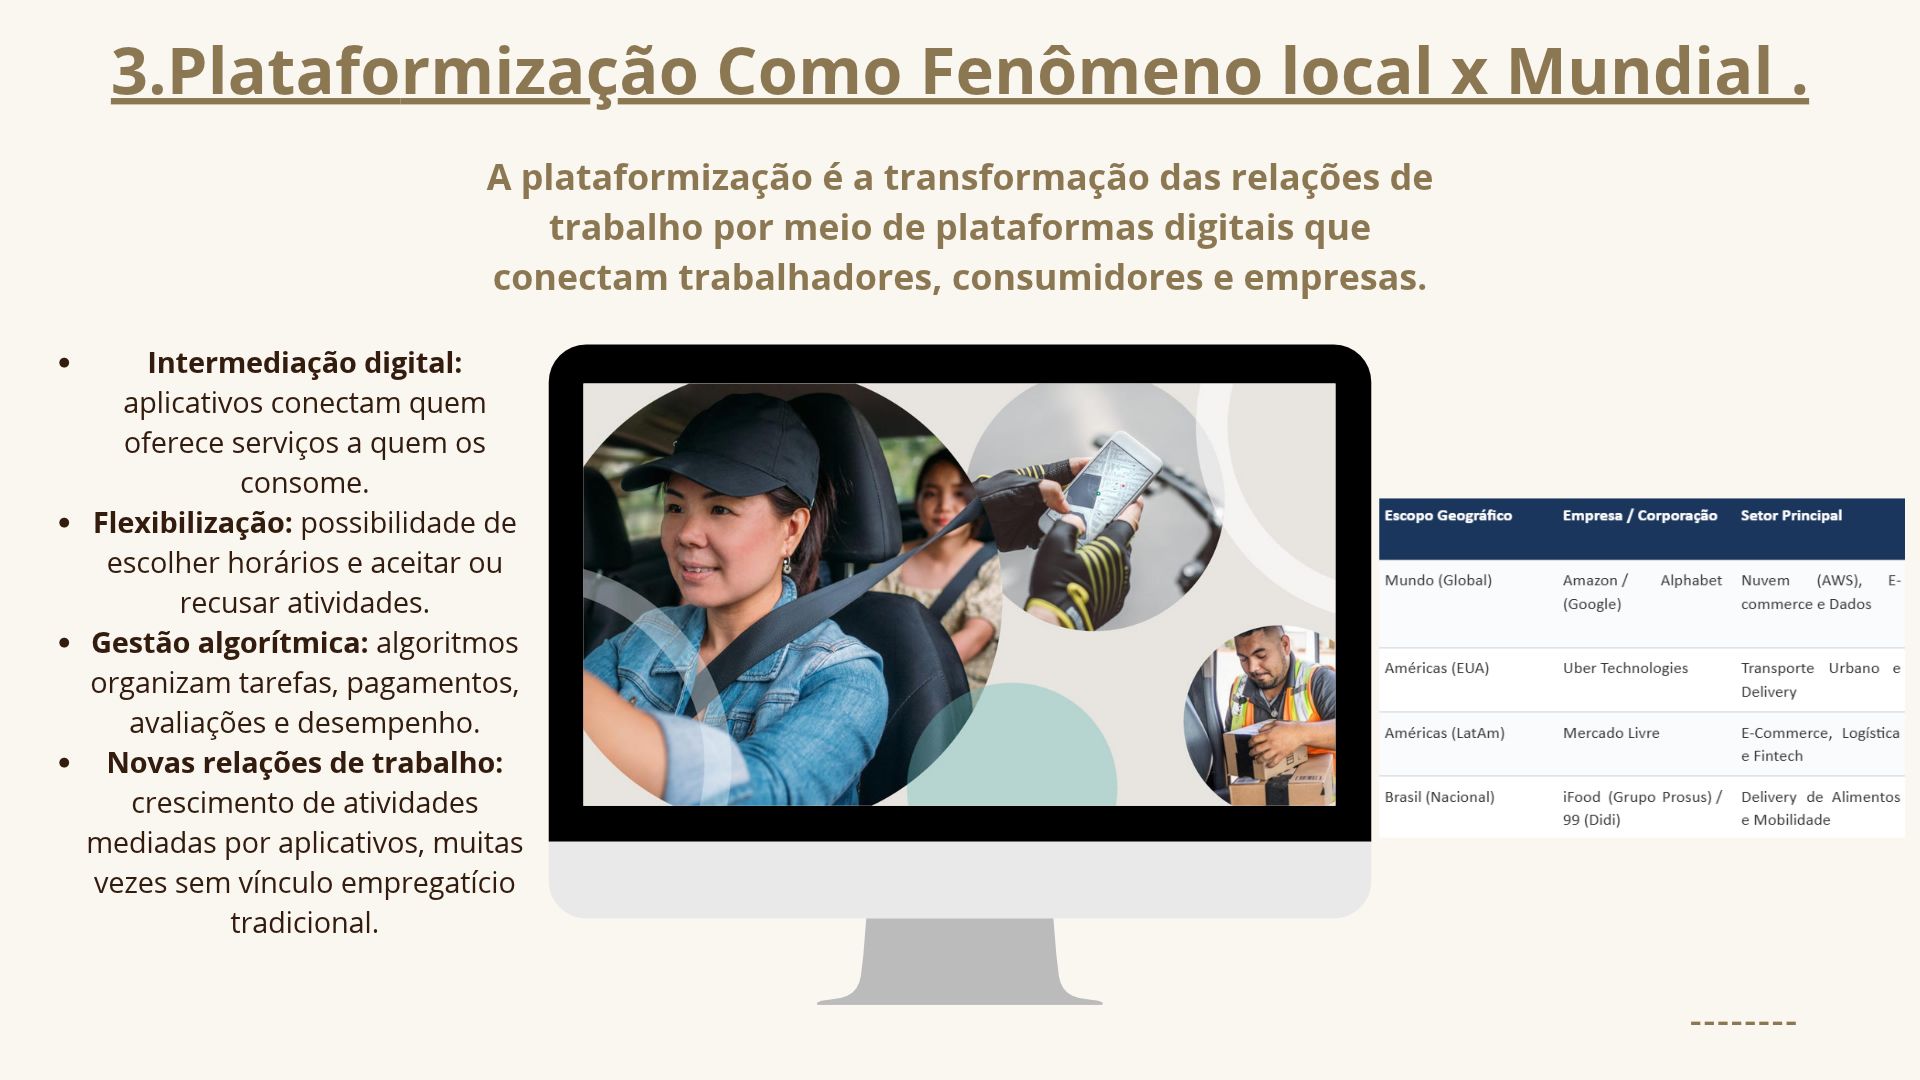 3.Plataformização Como Fenômeno local x Mundial .
A plataformização é a transformação das relações de
trabalho por meio de plataformas digitais que
conectam trabalhadores, consumidores e empresas.
• Intermediação digital:
aplicativos conectam quem
oferece serviços a quem os
consome.
• Flexibilização: possibilidade de
escolher horários e aceitar ou
recusar atividades.
• Gestão algorítmica: algoritmos
organizam tarefas, pagamentos,
avaliações e desempenho.
• Novas relações de trabalho:
crescimento de atividades
mediadas por aplicativos, muitas
vezes sem vínculo empregatício
tradicional.
Escopo Geográfico Empresa / Corporação Setor Principal
Mundo (Global) Amazon / Alphabet Nuvem (AWS), E-
(Google) commerce e Dados
Américas (EUA) Uber Technologies Transporte Urbano e
Delivery
Américas (LatAm) Mercado Livre E-Commerce, Logística
e Fintech
Brasil (Nacional) iFood (Grupo Prosus) / Delivery de Alimentos
99 (Didi) e Mobilidade
--------